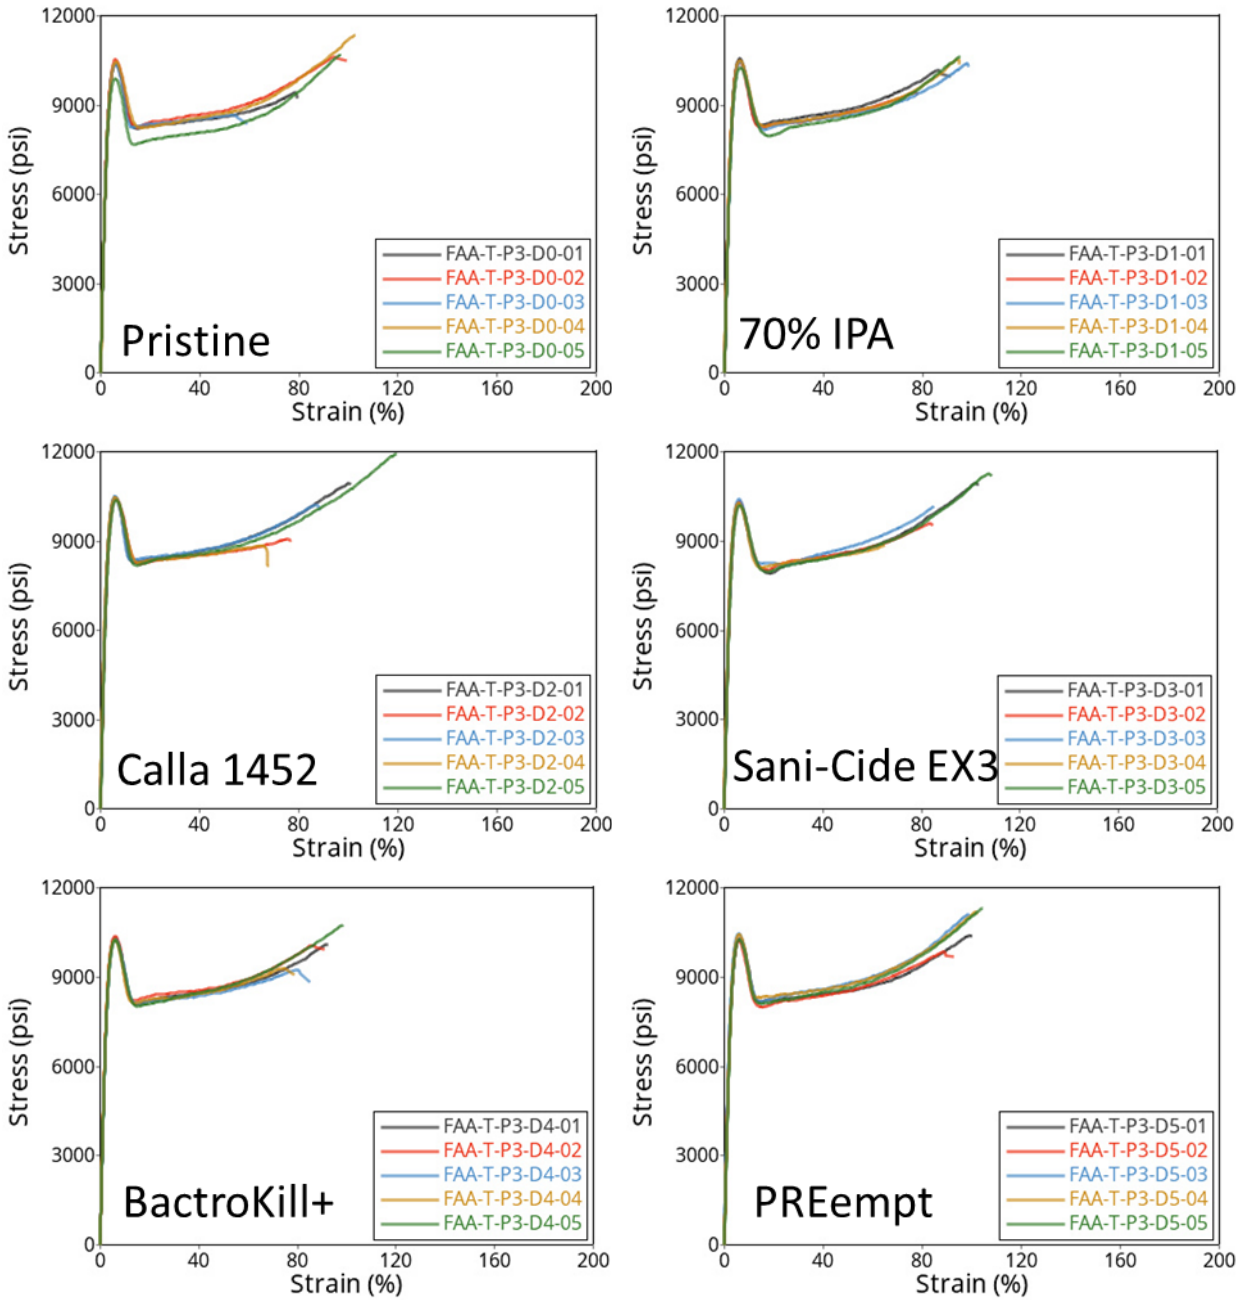 12000
9000
6000
3000
0
Stress (psi)
FAA-T-P3-D0-01
FAA-T-P3-D0-02
FAA-T-P3-D0-03
FAA-T-P3-D0-04
FAA-T-P3-D0-05
Pristine
0 40 80 120 160 200
Strain (%)
12000
9000
6000
3000
0
Stress (psi)
FAA-T-P3-D1-01
FAA-T-P3-D1-02
FAA-T-P3-D1-03
FAA-T-P3-D1-04
FAA-T-P3-D1-05
70% IPA
0 40 80 120 160 200
Strain (%)
12000
9000
6000
3000
0
Stress (psi)
FAA-T-P3-D2-01
FAA-T-P3-D2-02
FAA-T-P3-D2-03
FAA-T-P3-D2-04
FAA-T-P3-D2-05
Calla 1452
0 40 80 120 160 200
Strain (%)
12000
9000
6000
3000
0
Stress (psi)
FAA-T-P3-D3-01
FAA-T-P3-D3-02
FAA-T-P3-D3-03
FAA-T-P3-D3-04
FAA-T-P3-D3-05
Sani-Cide EX3
0 40 80 120 160 200
Strain (%)
12000
9000
6000
3000
0
Stress (psi)
FAA-T-P3-D4-01
FAA-T-P3-D4-02
FAA-T-P3-D4-03
FAA-T-P3-D4-04
FAA-T-P3-D4-05
BactroKill+
0 40 80 120 160 200
Strain (%)
12000
9000
6000
3000
0
Stress (psi)
FAA-T-P3-D5-01
FAA-T-P3-D5-02
FAA-T-P3-D5-03
FAA-T-P3-D5-04
FAA-T-P3-D5-05
PREempt
0 40 80 120 160 200
Strain (%)